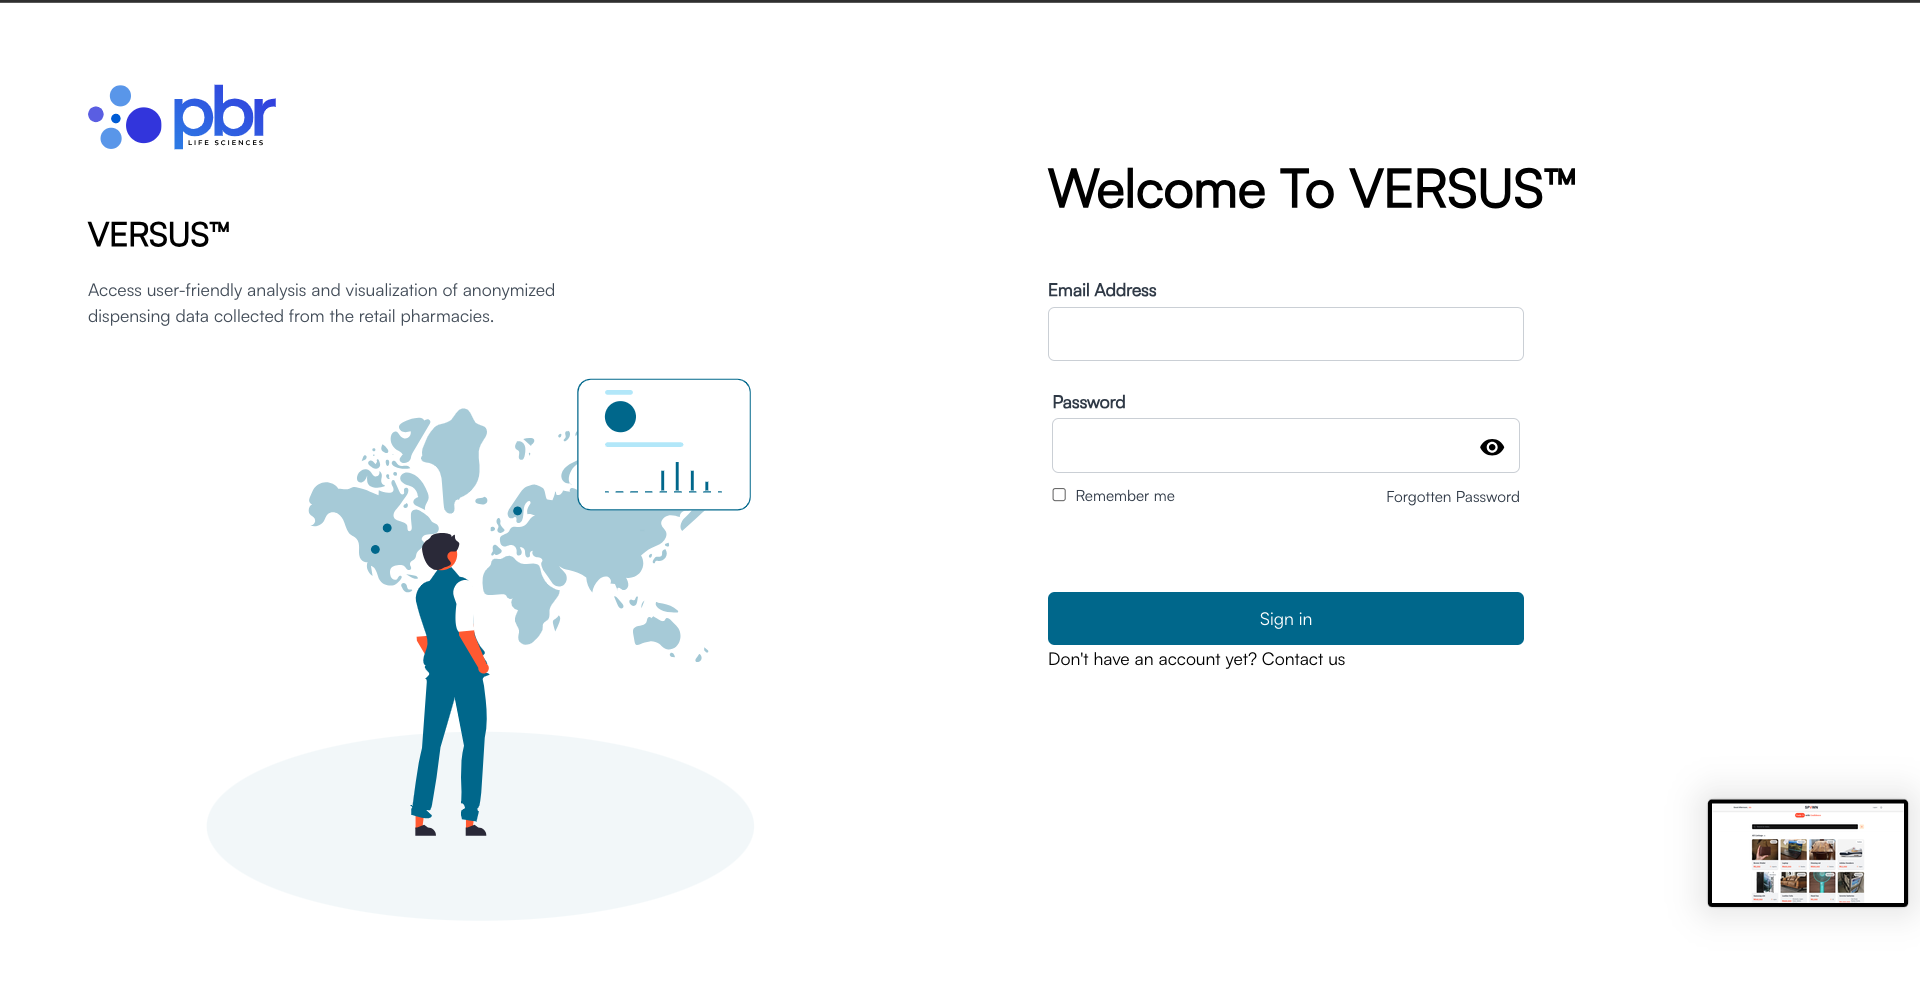 pbr
LIFE SCIENCES
VERSUS™
Access user-friendly analysis and visualization of anonymized
dispensing data collected from the retail pharmacies.
Welcome To VERSUS™
Email Address
Password
Remember me
Forgotten Password
Sign in
Don't have an account yet? Contact us